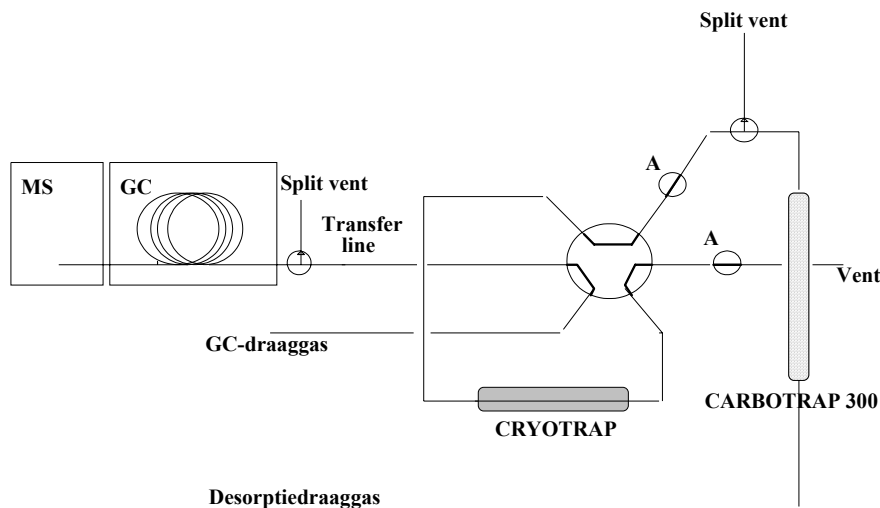 Split vent
A
MS
GC
Split vent
Transfer
line
A
Vent
GC-draaggas
CARBOTRAP 300
CRYOTRAP
Desorptiedraaggas